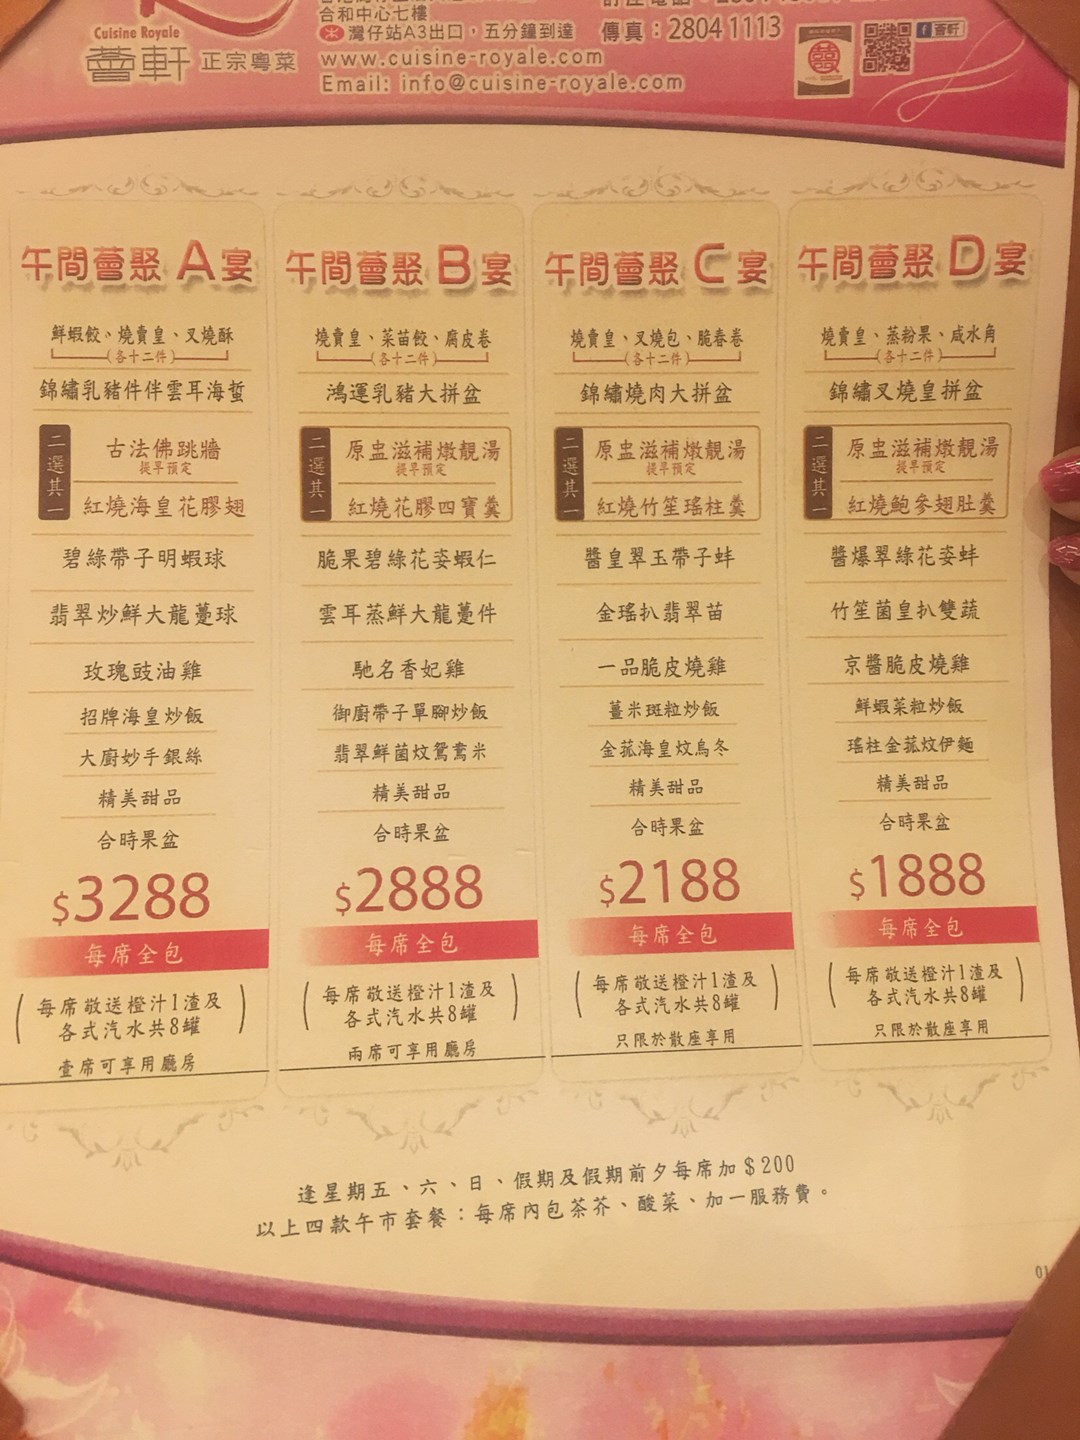 Cuisine Royale
薈軒 正宗粵菜
合和中心七樓
灣仔站A3出口，五分鐘到達
傳真：2804 1113
www.cuisine-royale.com
Email: info@cuisine-royale.com
薈軒
午間薈聚 A 宴
鮮蝦餃、燒賣皇、叉燒酥
(各十二件)
錦繡乳豬件伴雲耳海蜇
二選其一
古法佛跳牆
提早預定
紅燒海皇花膠翅
碧綠帶子明蝦球
翡翠炒鮮大龍躉球
玫瑰豉油雞
招牌海皇炒飯
大廚妙手銀絲
精美甜品
合時果盆
$3288
每席全包
(每席敬送橙汁1渣及
各式汽水共8罐)
壹席可享用廳房
午間薈聚 B 宴
燒賣皇、菜苗餃、腐皮卷
(各十二件)
鴻運乳豬大拼盆
二選其一
原盅滋補燉靚湯
提早預定
紅燒花膠四寶羹
脆果碧綠花姿蝦仁
雲耳蒸鮮大龍躉件
馳名香妃雞
御廚帶子單腳炒飯
翡翠鮮菌炆鴛鴦米
精美甜品
合時果盆
$2888
每席全包
(每席敬送橙汁1渣及
各式汽水共8罐)
兩席可享用廳房
午間薈聚 C 宴
燒賣皇、叉燒包、脆春卷
(各十二件)
錦繡燒肉大拼盆
二選其一
原盅滋補燉靚湯
提早預定
紅燒竹笙瑤柱羹
醬皇翠玉帶子蚌
金瑤扒翡翠苗
一品脆皮燒雞
薑米斑粒炒飯
金菰海皇炆烏冬
精美甜品
合時果盆
$2188
每席全包
(每席敬送橙汁1渣及
各式汽水共8罐)
只限於散座享用
午間薈聚 D 宴
燒賣皇、蒸粉果、咸水角
(各十二件)
錦繡叉燒皇拼盆
二選其一
原盅滋補燉靚湯
提早預定
紅燒鮑參翅肚羹
醬爆翠綠花姿蚌
竹笙菌皇扒雙蔬
京醬脆皮燒雞
鮮蝦菜粒炒飯
瑤柱金菰炆伊麵
精美甜品
合時果盆
$1888
每席全包
(每席敬送橙汁1渣及
各式汽水共8罐)
只限於散座享用
逢星期五、六、日、假期及假期前夕每席加＄200
以上四款午市套餐：每席內包茶芥、酸菜、加一服務費。